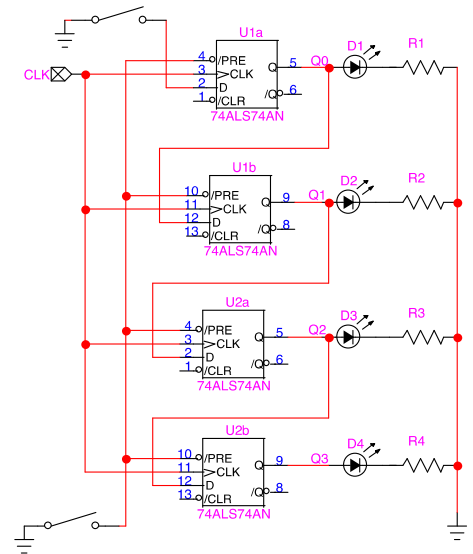 U1a
D1
R1
4 /PRE Q 5 Q0
CLK 3 CLK
2 D
1 /CLR /Q 6
74ALS74AN
U1b
D2
R2
10 /PRE Q 9 Q1
11 CLK
12 D
13 /CLR /Q 8
74ALS74AN
U2a
D3
R3
4 /PRE Q 5 Q2
3 CLK
2 D
1 /CLR /Q 6
74ALS74AN
U2b
D4
R4
10 /PRE Q 9 Q3
11 CLK
12 D
13 /CLR /Q 8
74ALS74AN